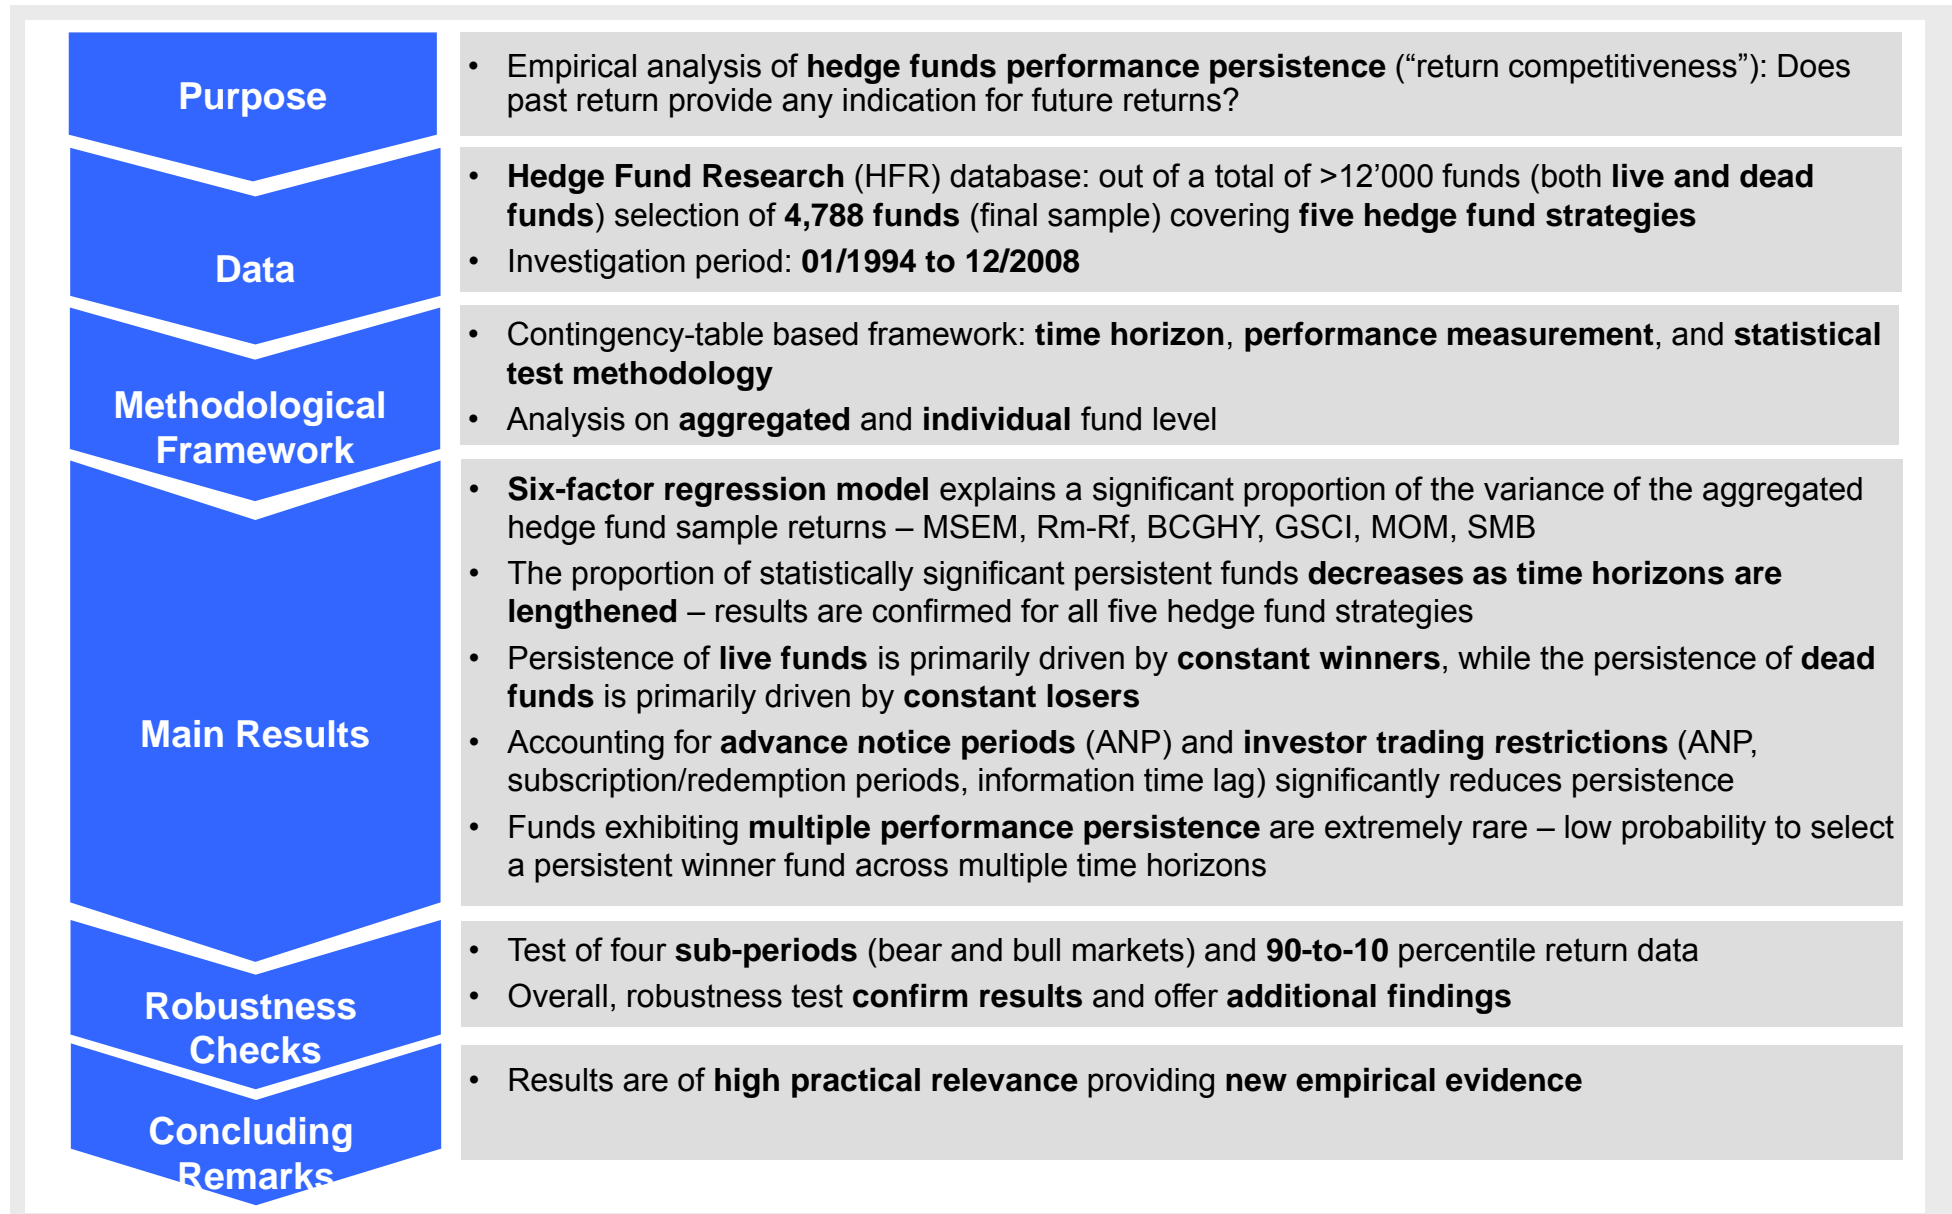 Purpose
• Empirical analysis of hedge funds performance persistence (“return competitiveness”): Does
past return provide any indication for future returns?
Data
• Hedge Fund Research (HFR) database: out of a total of >12’000 funds (both live and dead
funds) selection of 4,788 funds (final sample) covering five hedge fund strategies
• Investigation period: 01/1994 to 12/2008
Methodological
Framework
• Contingency-table based framework: time horizon, performance measurement, and statistical
test methodology
• Analysis on aggregated and individual fund level
Main Results
• Six-factor regression model explains a significant proportion of the variance of the aggregated
hedge fund sample returns – MSEM, Rm-Rf, BCGHY, GSCI, MOM, SMB
• The proportion of statistically significant persistent funds decreases as time horizons are
lengthened – results are confirmed for all five hedge fund strategies
• Persistence of live funds is primarily driven by constant winners, while the persistence of dead
funds is primarily driven by constant losers
• Accounting for advance notice periods (ANP) and investor trading restrictions (ANP,
subscription/redemption periods, information time lag) significantly reduces persistence
• Funds exhibiting multiple performance persistence are extremely rare – low probability to select
a persistent winner fund across multiple time horizons
Robustness
Checks
• Test of four sub-periods (bear and bull markets) and 90-to-10 percentile return data
• Overall, robustness test confirm results and offer additional findings
Concluding
Remarks
• Results are of high practical relevance providing new empirical evidence